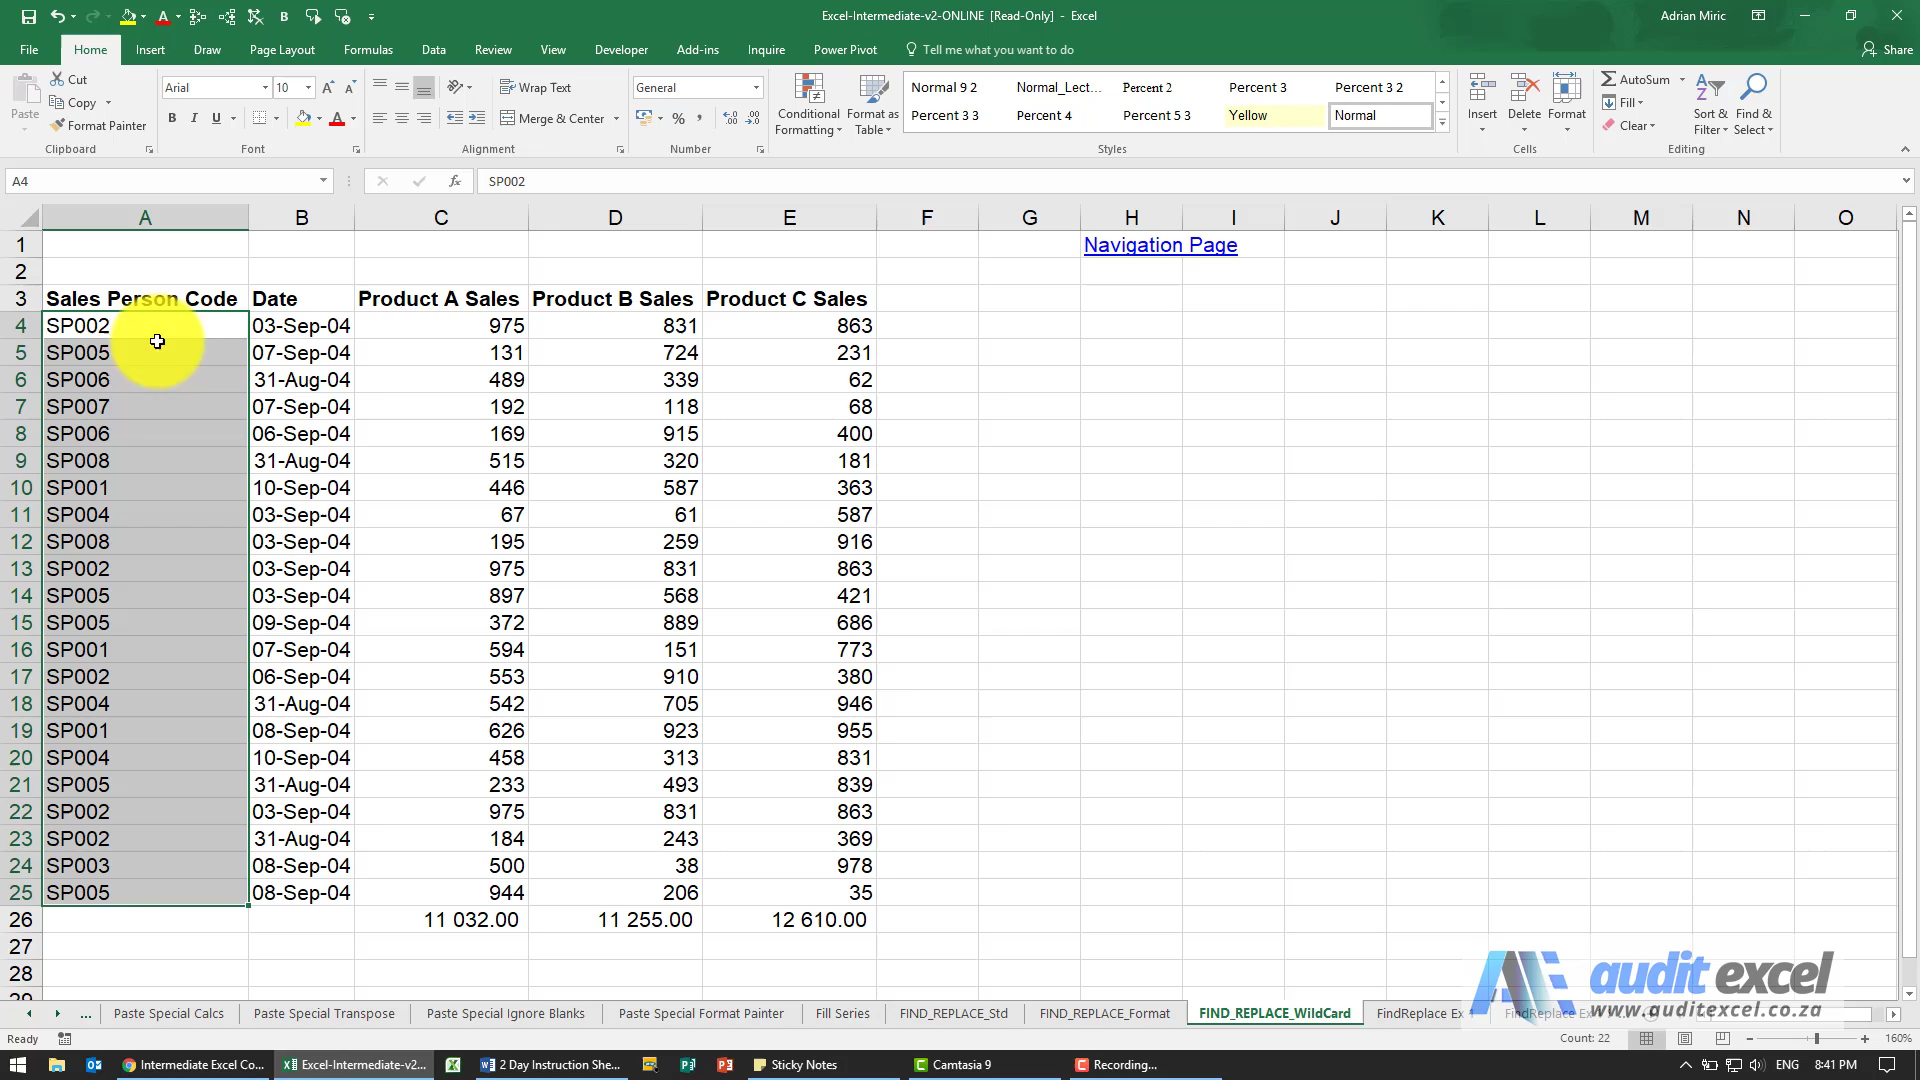 Excel-Intermediate-v2-ONLINE [Read-Only] - Excel
Adrian Miric
File Home Insert Draw Page Layout Formulas Data Review View Developer Add-ins Inquire Power Pivot Tell me what you want to do Share
Paste Cut Copy Format Painter Clipboard
Arial 10 B I U Font
Wrap Text Merge & Center Alignment
General % Number
Conditional Formatting Format as Table
Normal 9 2 Normal_Lect... Percent 2 Percent 3 Percent 3 2
Percent 3 3 Percent 4 Percent 5 3 Yellow Normal
Styles
Insert Delete Format Cells
AutoSum Fill Clear Sort & Filter Find & Select Editing
A4 fx SP002
A B C D E F G H I J K L M N O
1 Navigation Page
2
3 Sales Person Code Date Product A Sales Product B Sales Product C Sales
4 SP002 03-Sep-04 975 831 863
5 SP005 07-Sep-04 131 724 231
6 SP006 31-Aug-04 489 339 62
7 SP007 07-Sep-04 192 118 68
8 SP006 06-Sep-04 169 915 400
9 SP008 31-Aug-04 515 320 181
10 SP001 10-Sep-04 446 587 363
11 SP004 03-Sep-04 67 61 587
12 SP008 03-Sep-04 195 259 916
13 SP002 03-Sep-04 975 831 863
14 SP005 03-Sep-04 897 568 421
15 SP005 09-Sep-04 372 889 686
16 SP001 07-Sep-04 594 151 773
17 SP002 06-Sep-04 553 910 380
18 SP004 31-Aug-04 542 705 946
19 SP001 08-Sep-04 626 923 955
20 SP004 10-Sep-04 458 313 831
21 SP005 31-Aug-04 233 493 839
22 SP002 03-Sep-04 975 831 863
23 SP002 31-Aug-04 184 243 369
24 SP003 08-Sep-04 500 38 978
25 SP005 08-Sep-04 944 206 35
26 11 032.00 11 255.00 12 610.00
27
28
audit excel
www.auditexcel.co.za
... Paste Special Calcs Paste Special Transpose Paste Special Ignore Blanks Paste Special Format Painter Fill Series FIND_REPLACE_Std FIND_REPLACE_Format FIND_REPLACE_WildCard FindReplace Ex
Ready Count: 22 160%
Intermediate Excel Co... Excel-Intermediate-v2... 2 Day Instruction She... Sticky Notes Camtasia 9 Recording... ENG 8:41 PM